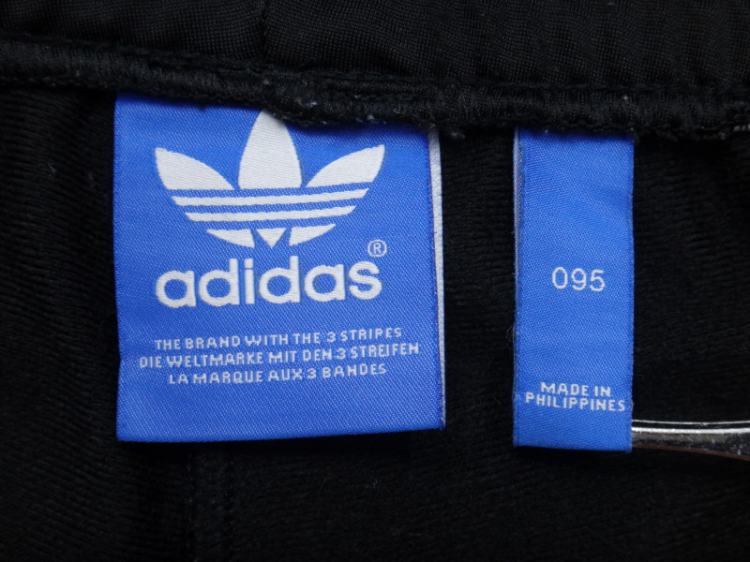 adidas®
THE BRAND WITH THE 3 STRIPES
DIE WELTMARKE MIT DEN 3 STREIFEN
LA MARQUE AUX 3 BANDES
095
MADE IN
PHILIPPINES